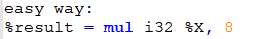 easy way:
%result = mul i32 %X, 8